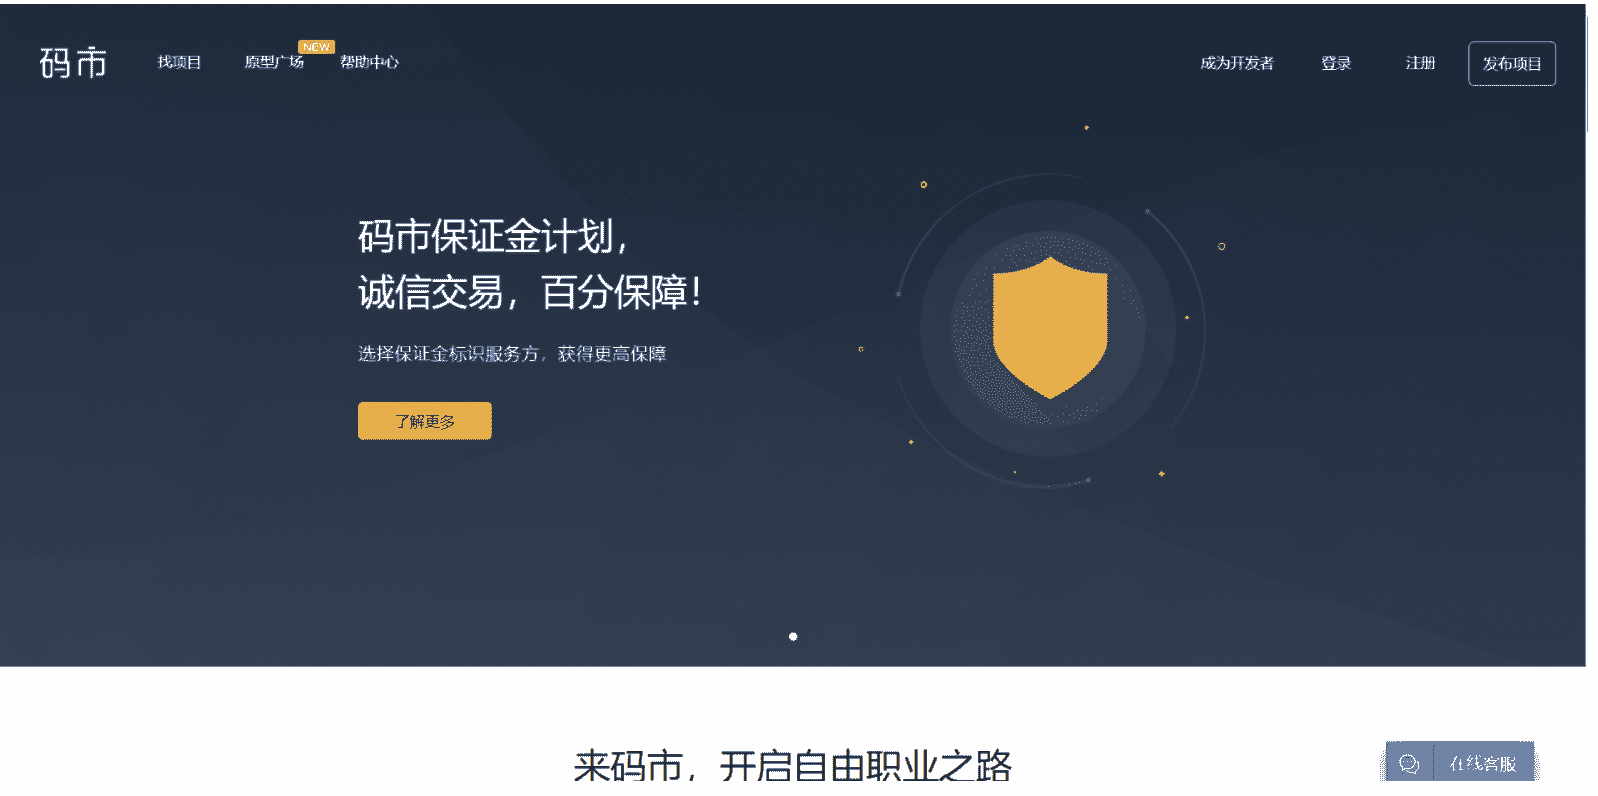 码市
找项目
原型广场
NEW
帮助中心
成为开发者
登录
注册
发布项目
码市保证金计划，
诚信交易，百分保障！
选择保证金标识服务方，获得更高保障
了解更多
来码市，开启自由职业之路
在线客服